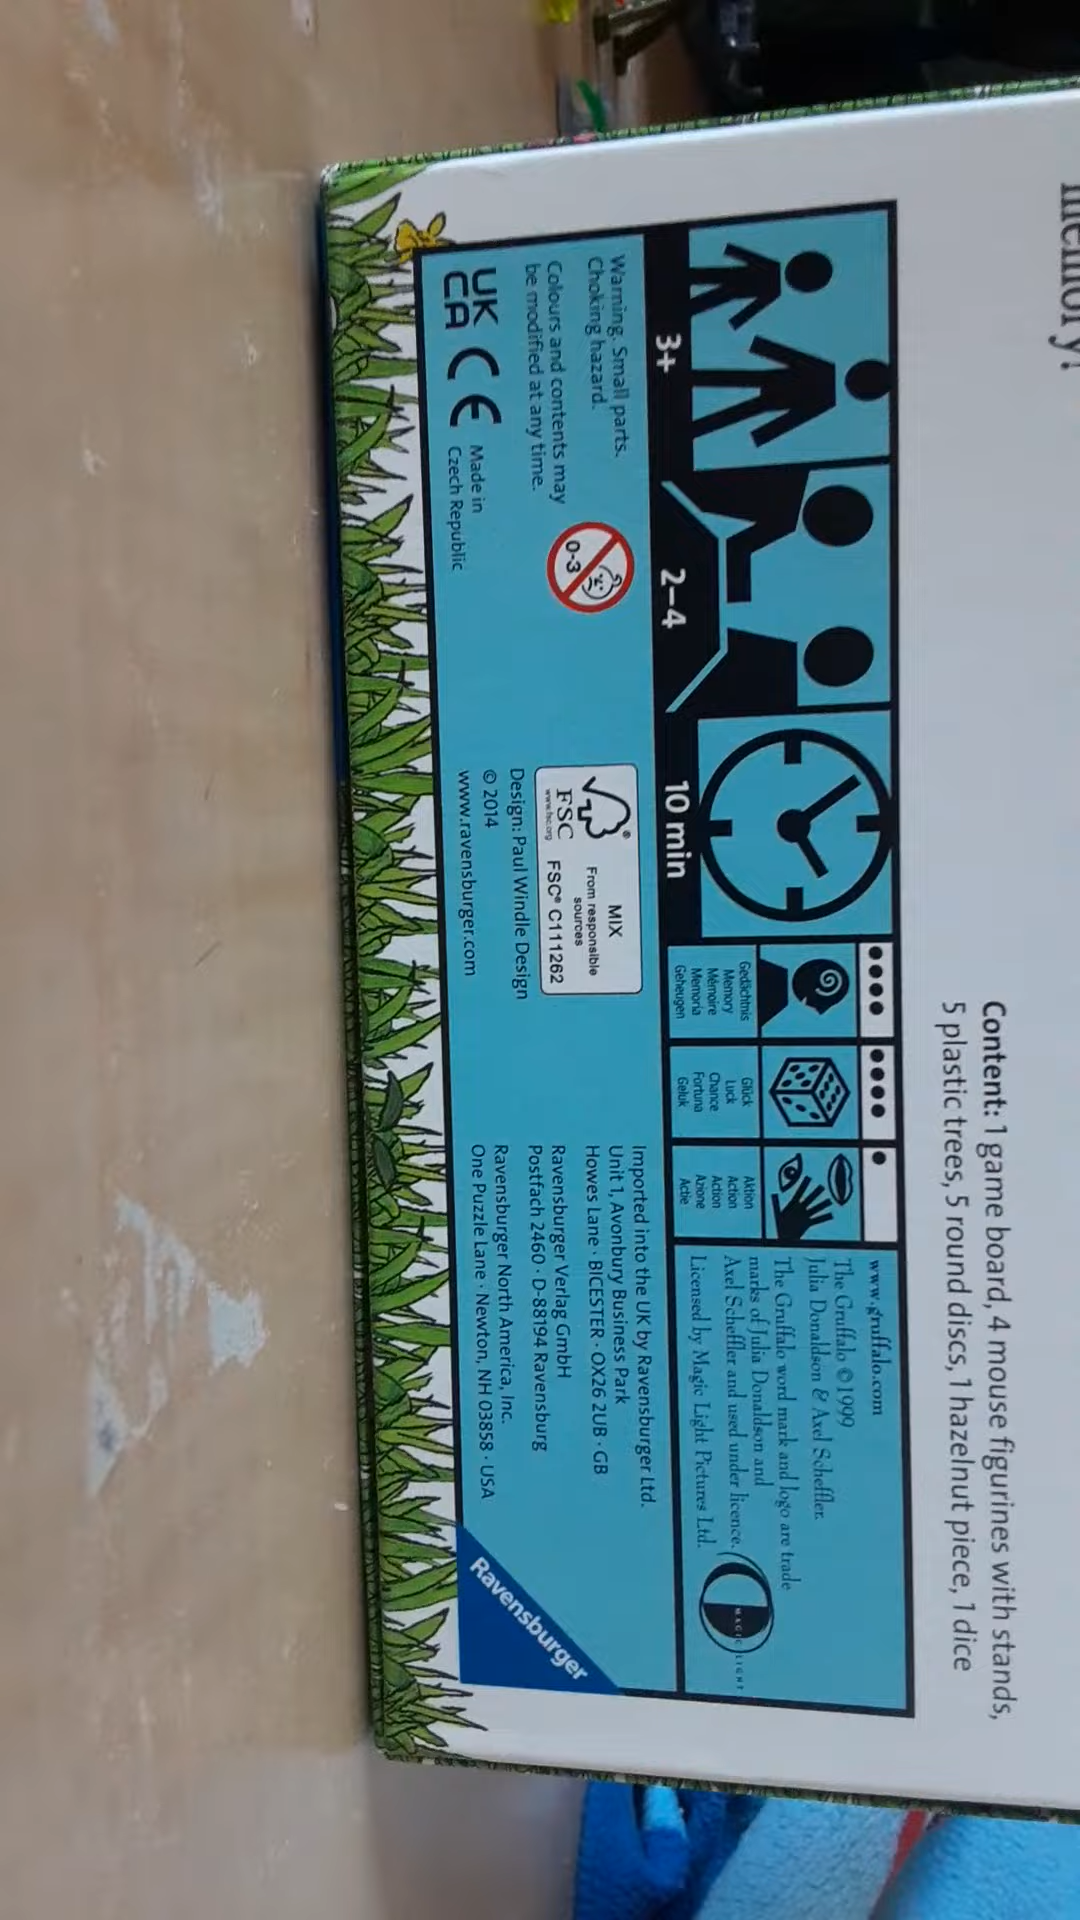 memory!
Content: 1 game board, 4 mouse figurines with stands,
5 plastic trees, 5 round discs, 1 hazelnut piece, 1 dice
3+
2–4
10 min
Gedächtnis
Memory
Mémoire
Memoria
Geheugen
Glück
Luck
Chance
Fortuna
Geluk
Aktion
Action
Action
Azione
Actie
www.gruffalo.com
The Gruffalo © 1999
Julia Donaldson & Axel Scheffler.
The Gruffalo word mark and logo are trade
marks of Julia Donaldson and
Axel Scheffler and used under licence.
Licensed by Magic Light Pictures Ltd.
MAGIC LIGHT
Warning. Small parts.
Choking hazard.
Colours and contents may
be modified at any time.
0-3
UK
CA
CE
Made in
Czech Republic
FSC
www.fsc.org
MIX
From responsible
sources
FSC® C111262
Design: Paul Windle Design
© 2014
www.ravensburger.com
Imported into the UK by Ravensburger Ltd.
Unit 1, Avonbury Business Park
Howes Lane · BICESTER · OX26 2UB · GB
Ravensburger Verlag GmbH
Postfach 2460 · D-88194 Ravensburg
Ravensburger North America, Inc.
One Puzzle Lane · Newton, NH 03858 · USA
Ravensburger